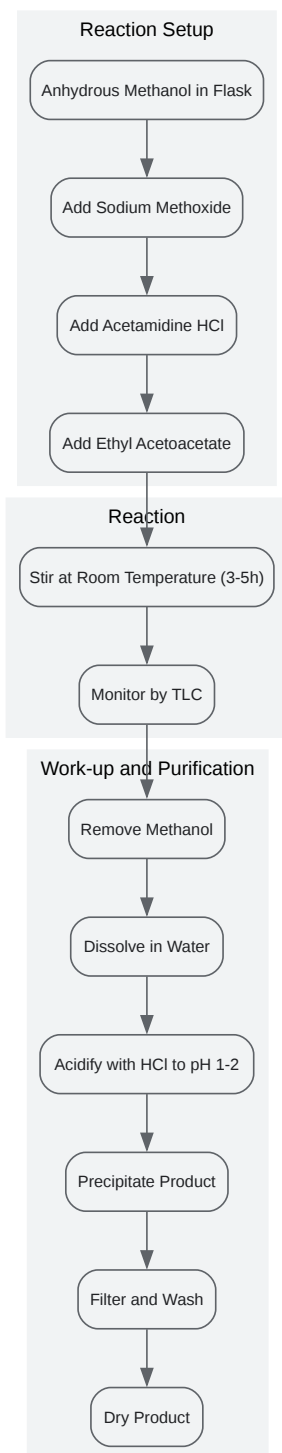 Reaction Setup
Anhydrous Methanol in Flask
Add Sodium Methoxide
Add Acetamidine HCl
Add Ethyl Acetoacetate
Reaction
Stir at Room Temperature (3-5h)
Monitor by TLC
Work-up and Purification
Remove Methanol
Dissolve in Water
Acidify with HCl to pH 1-2
Precipitate Product
Filter and Wash
Dry Product